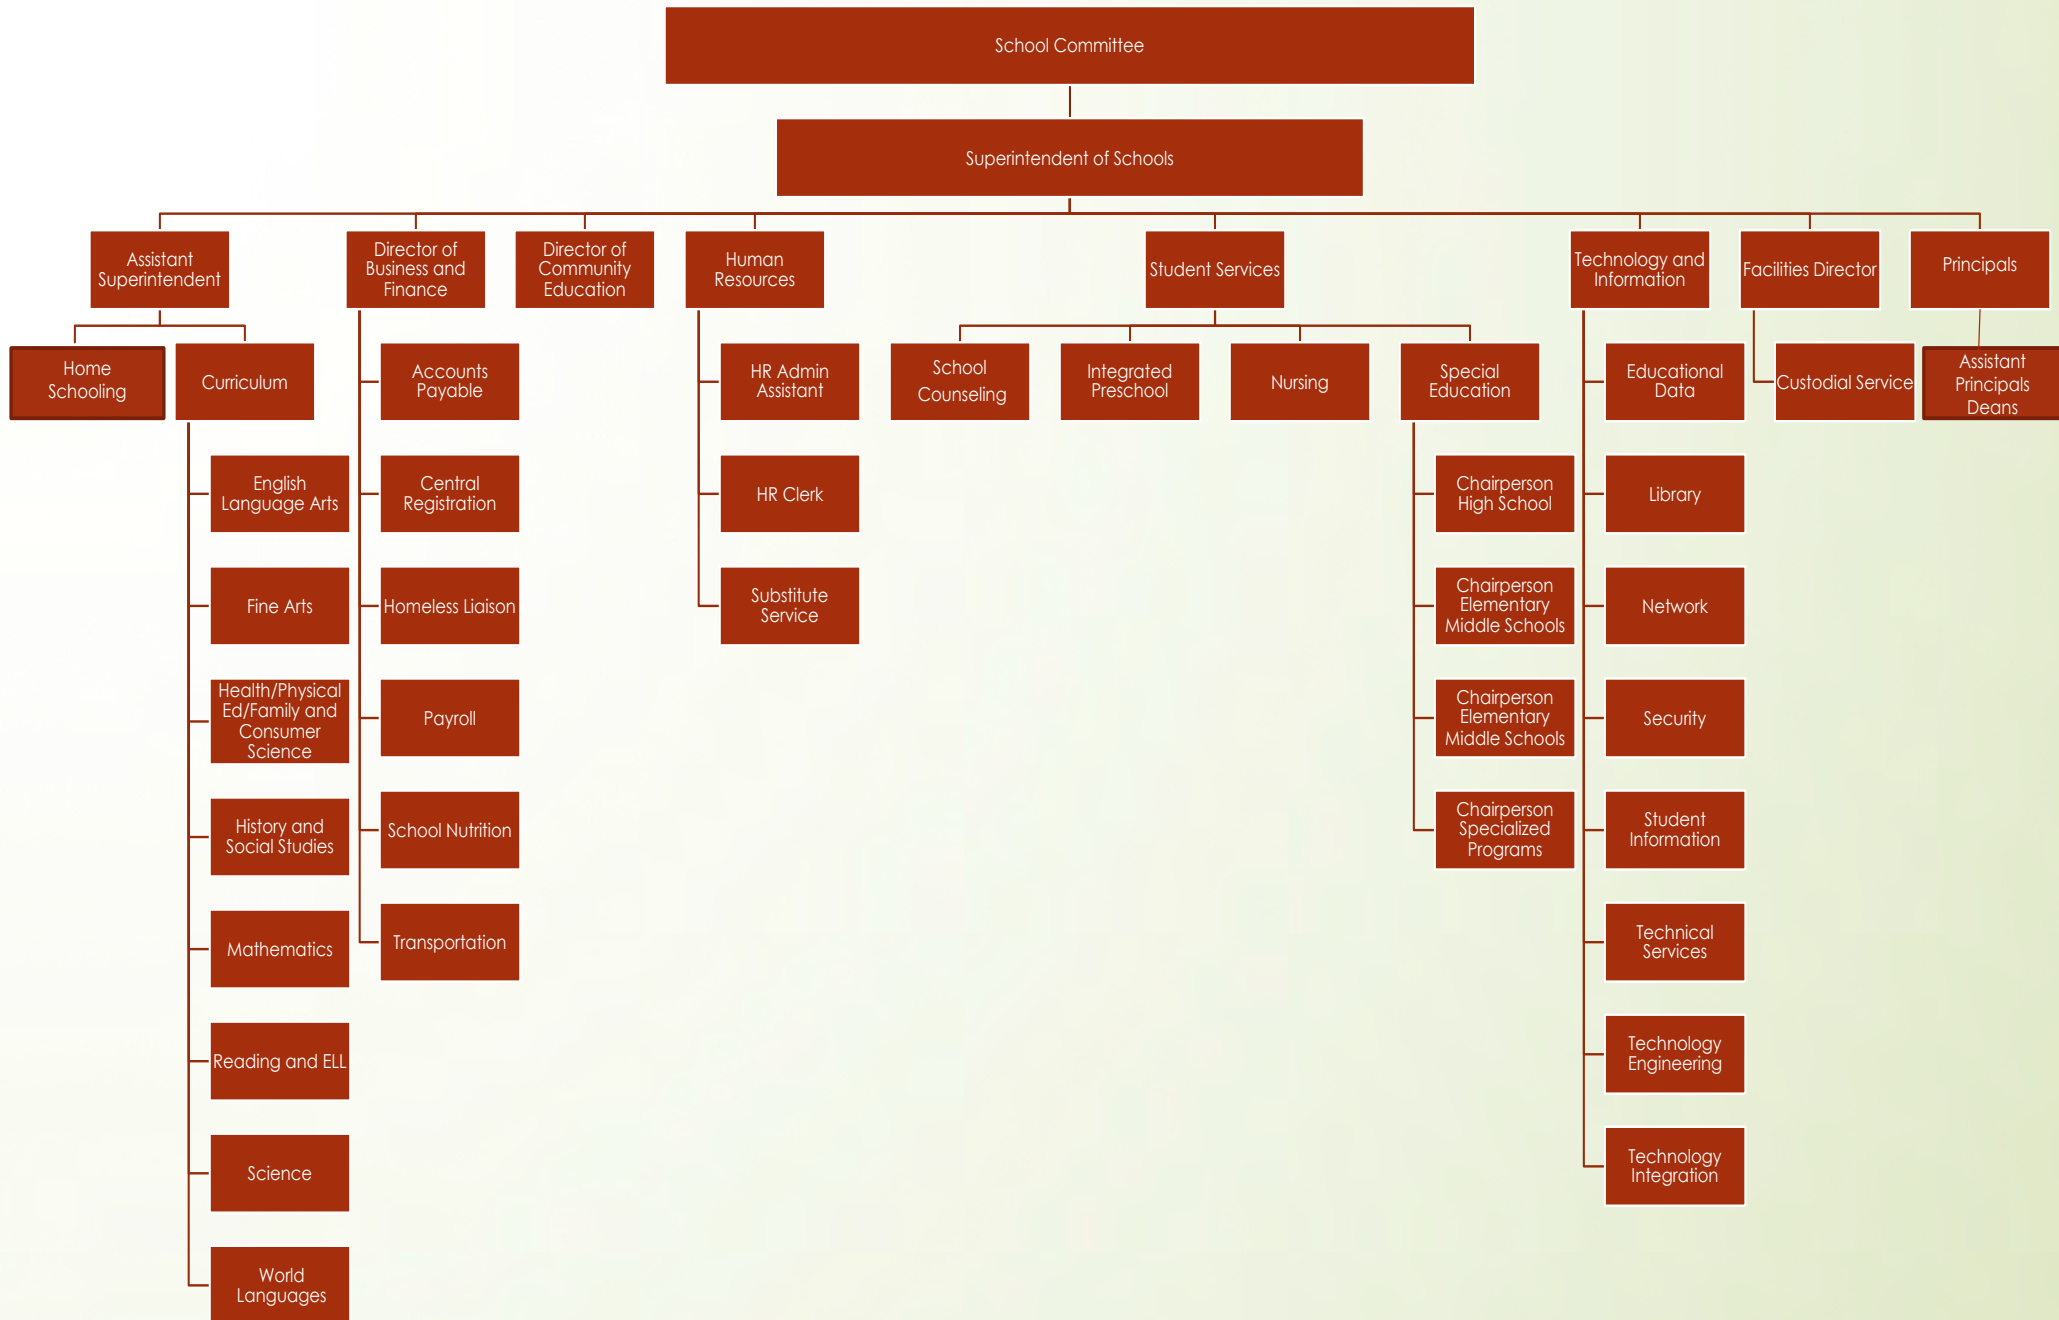 School Committee
Superintendent of Schools
Assistant
Superintendent
Director of
Business and
Finance
Director of
Community
Education
Human
Resources
Student Services
Technology and
Information
Facilities Director
Principals
Home
Schooling
Curriculum
Accounts
Payable
HR Admin
Assistant
School
Counseling
Integrated
Preschool
Nursing
Special
Education
Educational
Data
Custodial Service
Assistant
Principals
Deans
English
Language Arts
Central
Registration
HR Clerk
Chairperson
High School
Library
Fine Arts
Homeless Liaison
Substitute
Service
Chairperson
Elementary
Middle Schools
Network
Health/Physical
Ed/Family and
Consumer
Science
Payroll
Chairperson
Elementary
Middle Schools
Security
History and
Social Studies
School Nutrition
Chairperson
Specialized
Programs
Student
Information
Mathematics
Transportation
Technical
Services
Reading and ELL
Technology
Engineering
Science
Technology
Integration
World
Languages